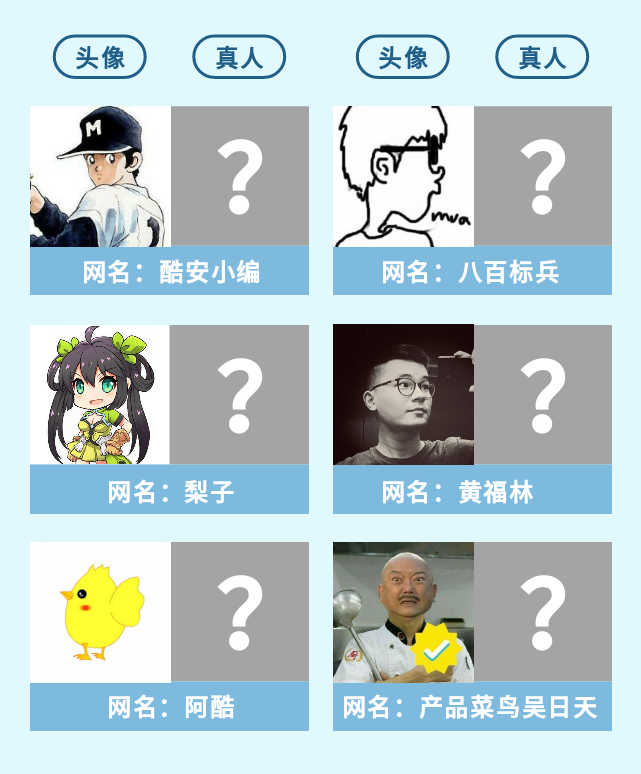 头像 真人 头像 真人
M
？ mua ？
网名：酷安小编 网名：八百标兵
？ ？
网名：梨子 网名：黄福林
？ ？
网名：阿酷 网名：产品菜鸟吴日天